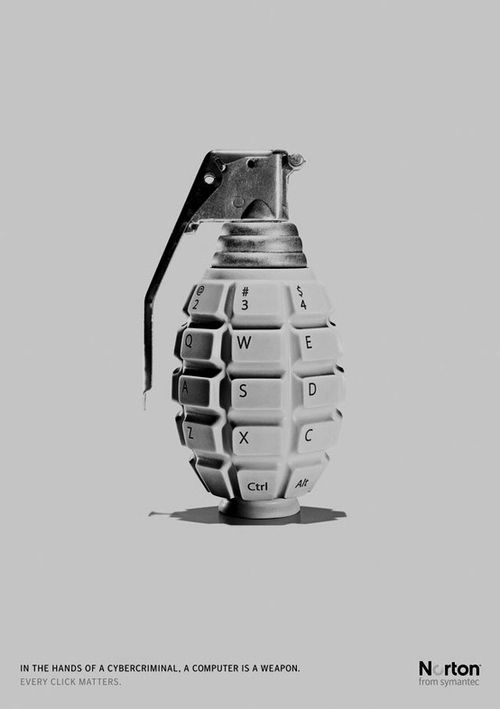 @ # $
2 3 4
Q W E
A S D
Z X C
Ctrl Alt
IN THE HANDS OF A CYBERCRIMINAL, A COMPUTER IS A WEAPON.
EVERY CLICK MATTERS.
Norton
from symantec